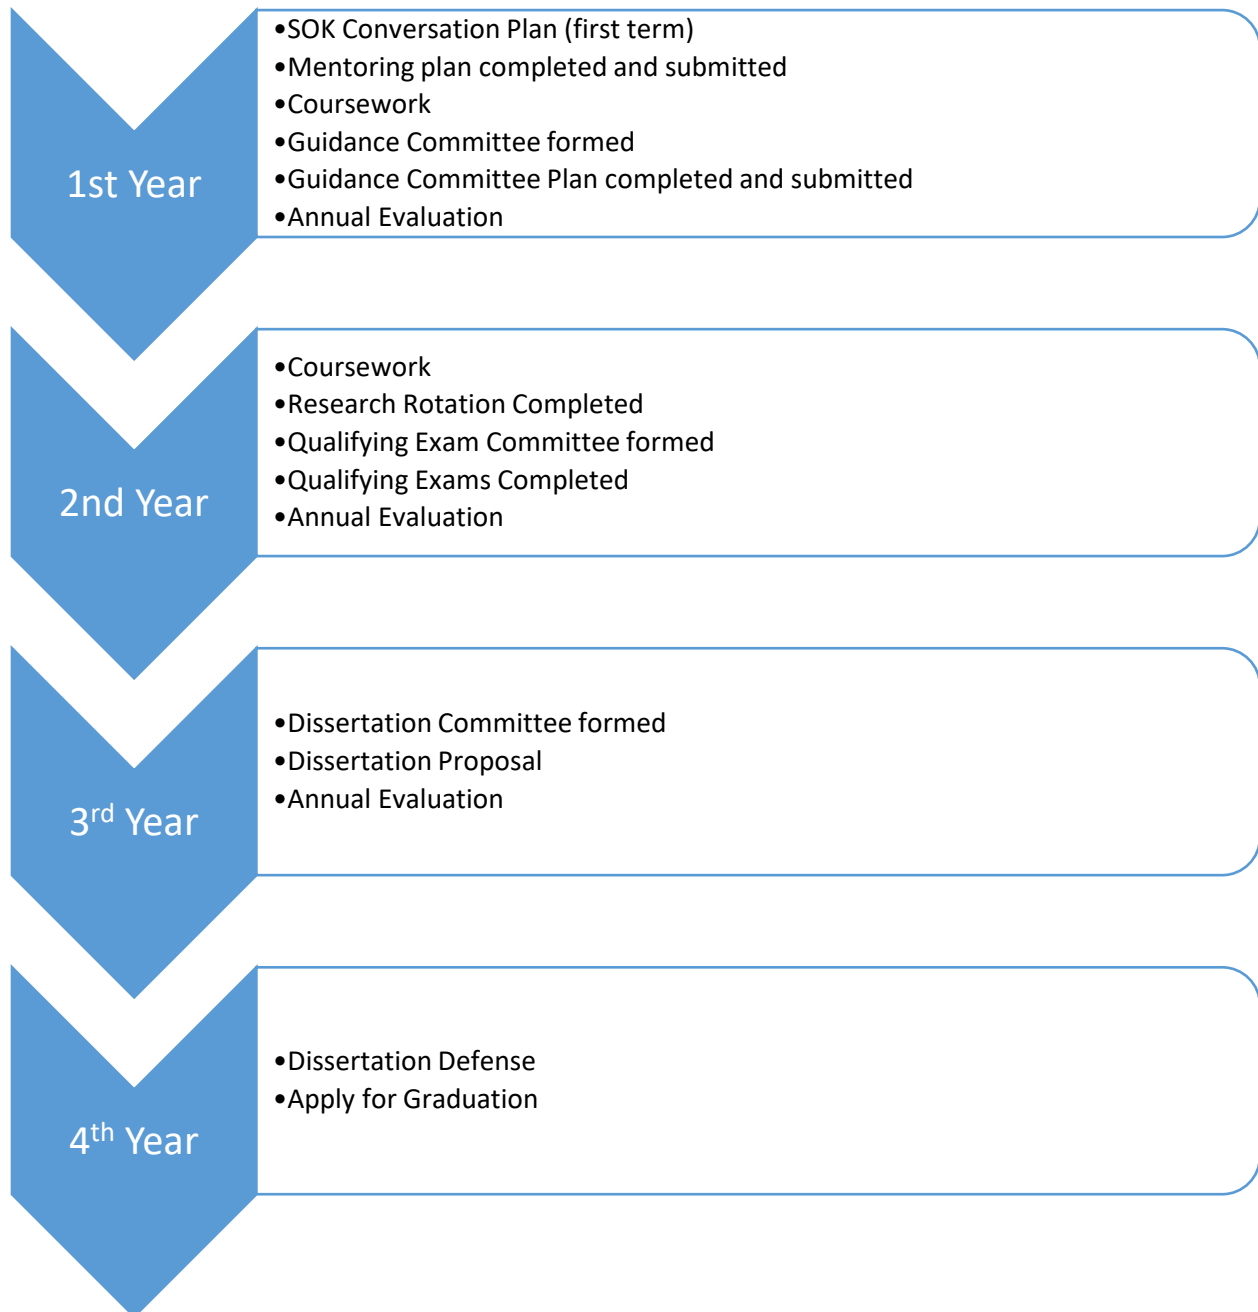 1st Year
•SOK Conversation Plan (first term)
•Mentoring plan completed and submitted
•Coursework
•Guidance Committee formed
•Guidance Committee Plan completed and submitted
•Annual Evaluation
2nd Year
•Coursework
•Research Rotation Completed
•Qualifying Exam Committee formed
•Qualifying Exams Completed
•Annual Evaluation
3rd Year
•Dissertation Committee formed
•Dissertation Proposal
•Annual Evaluation
4th Year
•Dissertation Defense
•Apply for Graduation